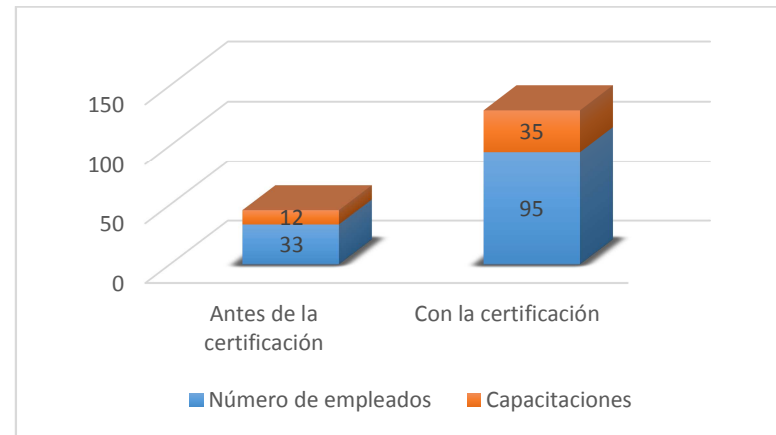 150
100
50
0
12
33
35
95
Antes de la
certificación
Con la certificación
Número de empleados
Capacitaciones